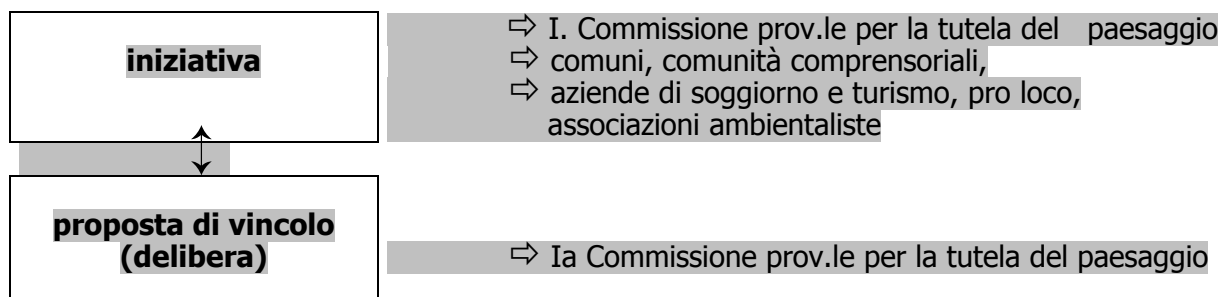 iniziativa
⇨ I. Commissione prov.le per la tutela del paesaggio
⇨ comuni, comunità comprensoriali,
⇨ aziende di soggiorno e turismo, pro loco,
associazioni ambientaliste
proposta di vincolo
(delibera)
⇨ Ia Commissione prov.le per la tutela del paesaggio